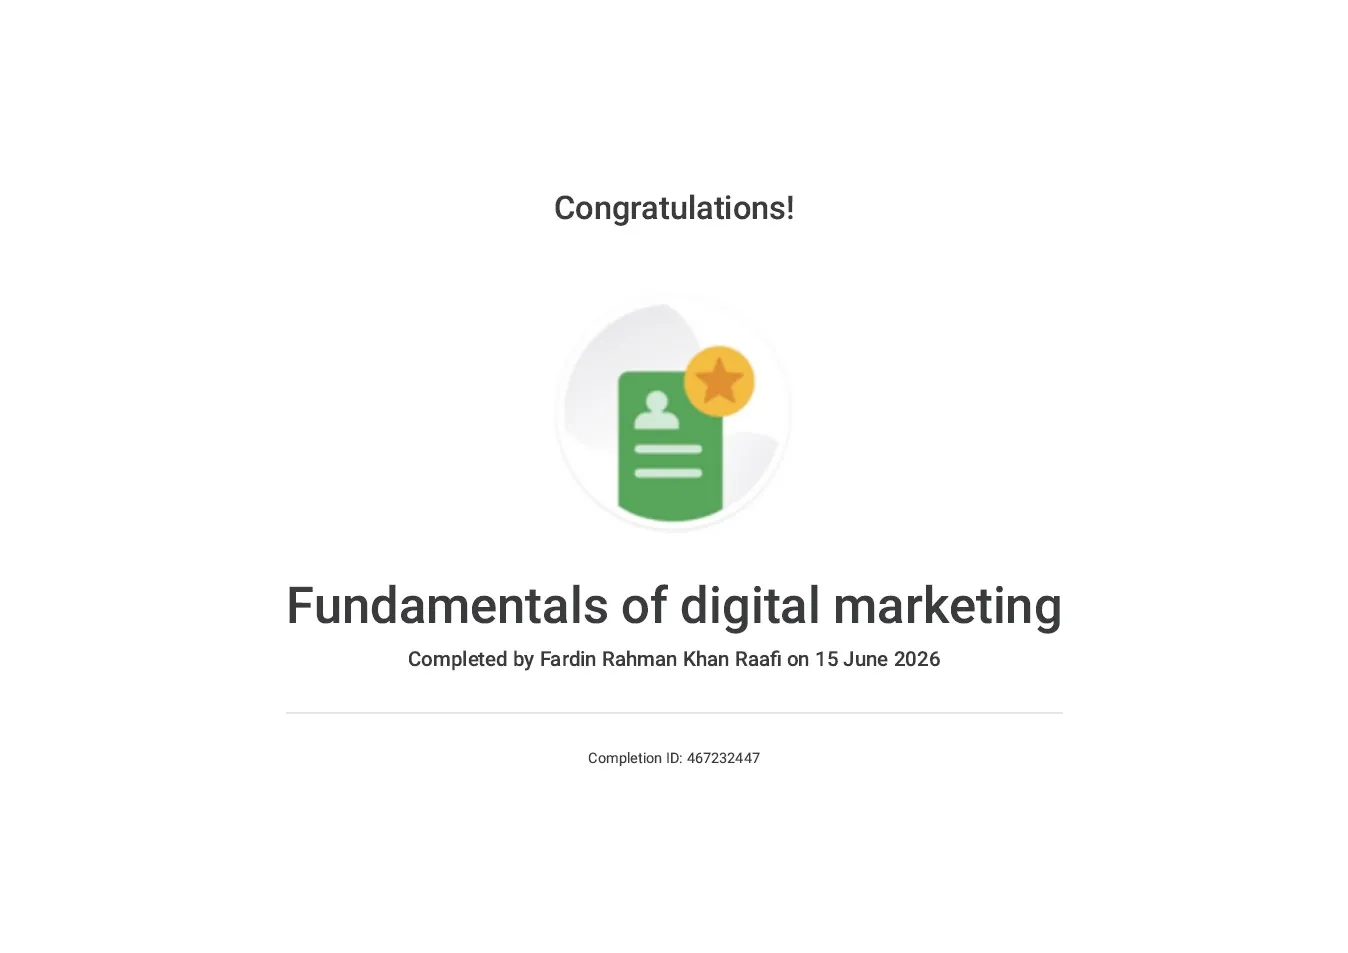 Congratulations!
Fundamentals of digital marketing
Completed by Fardin Rahman Khan Raafi on 15 June 2026
Completion ID: 467232447